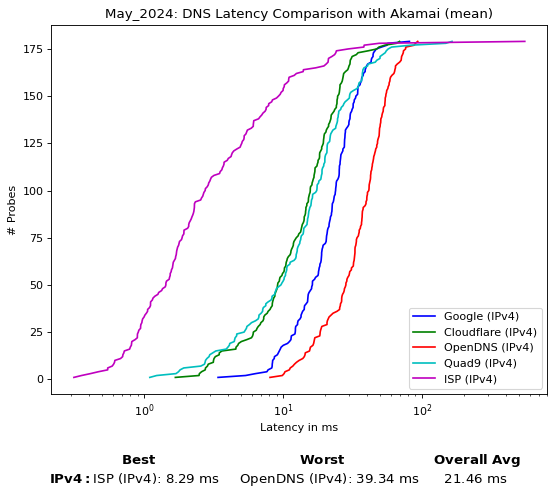 May_2024: DNS Latency Comparison with Akamai (mean)
# Probes
175
150
125
100
75
50
25
0
Google (IPv4)
Cloudflare (IPv4)
OpenDNS (IPv4)
Quad9 (IPv4)
ISP (IPv4)
10⁰ 10¹ 10²
Latency in ms
Best Worst Overall Avg
IPv4: ISP (IPv4): 8.29 ms OpenDNS (IPv4): 39.34 ms 21.46 ms